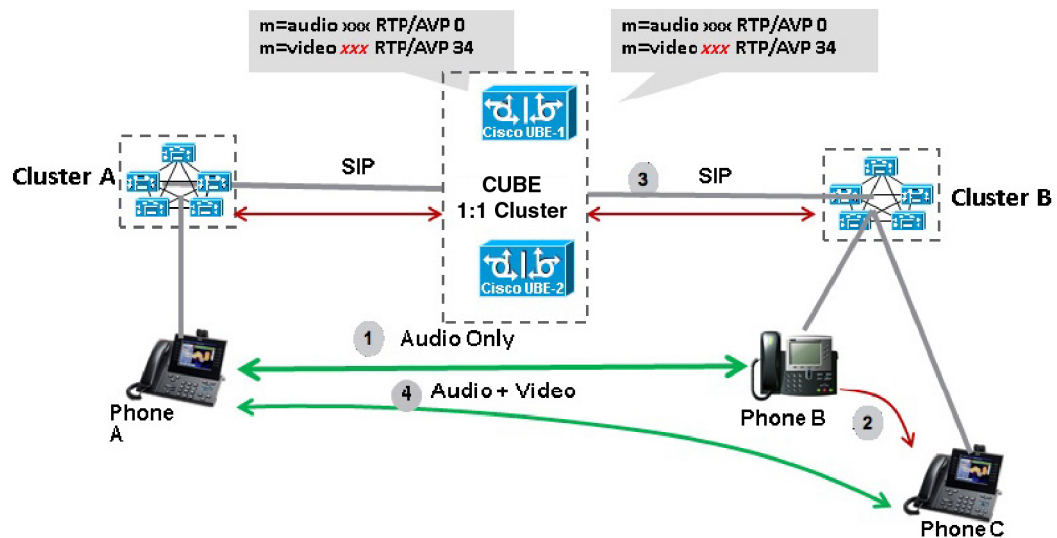 m=audio xxx RTP/AVP 0
m=video xxx RTP/AVP 34
m=audio xxx RTP/AVP 0
m=video xxx RTP/AVP 34
Cisco UBE-1
Cluster A
SIP
CUBE
1:1 Cluster
3
SIP
Cluster B
Cisco UBE-2
1
Audio Only
4
Audio + Video
Phone
A
Phone B
2
Phone C